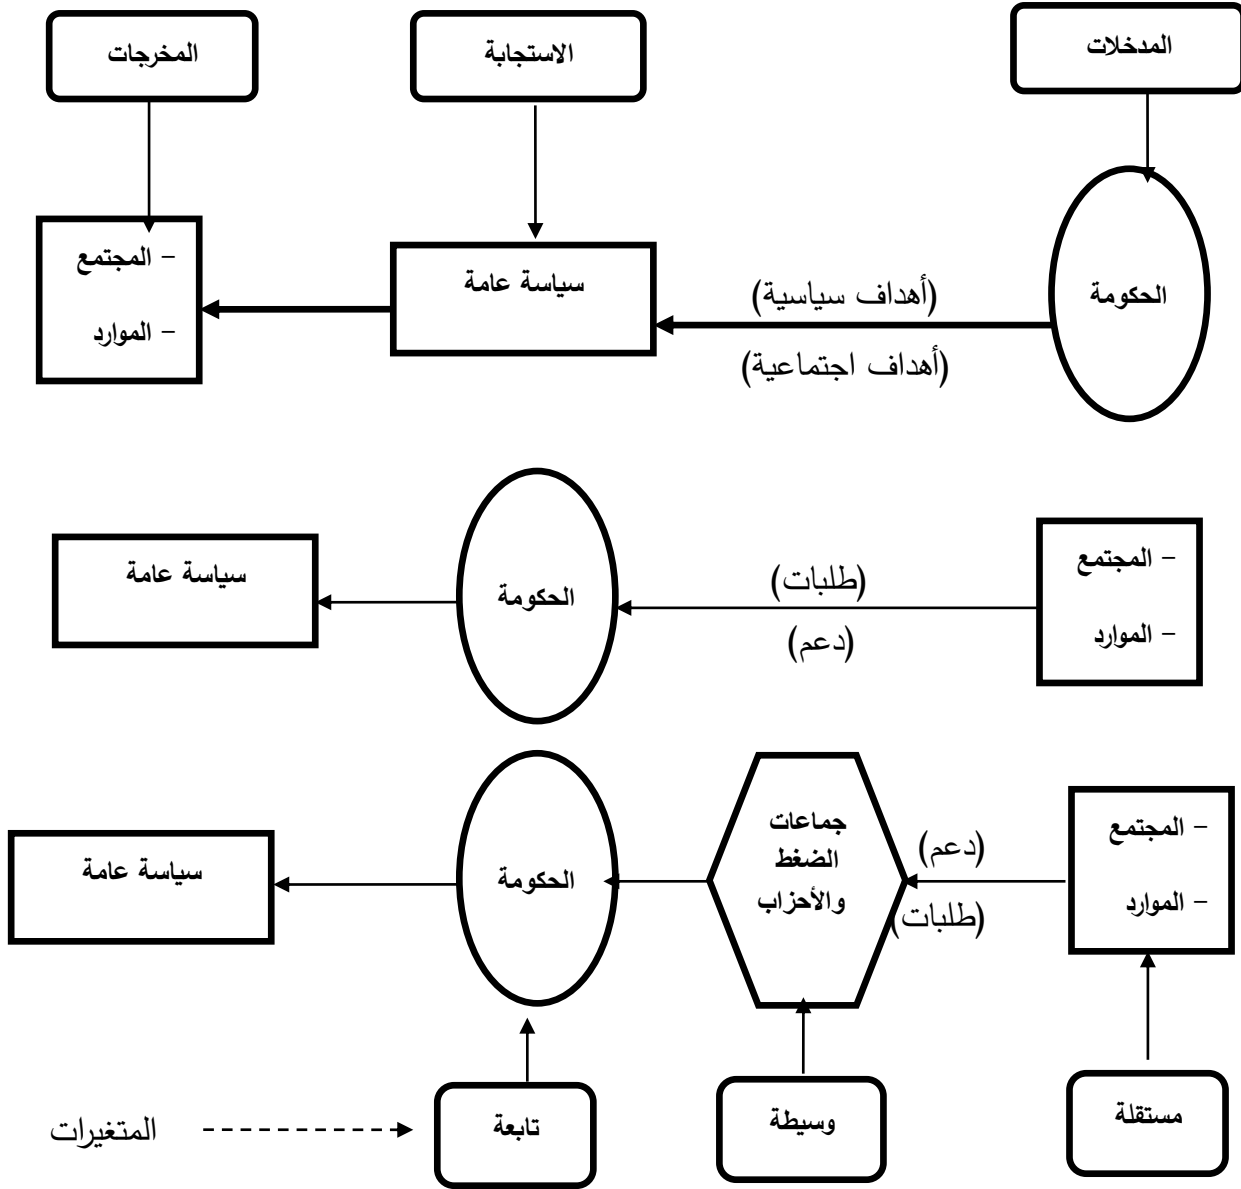 المدخلات
الاستجابة
المخرجات
الحكومة
(أهداف سياسية)
(أهداف اجتماعية)
سياسة عامة
– المجتمع
– الموارد
– المجتمع
– الموارد
(طلبات)
(دعم)
الحكومة
سياسة عامة
– المجتمع
– الموارد
(دعم)
(طلبات)
جماعات
الضغط
والأحزاب
الحكومة
سياسة عامة
مستقلة
وسيطة
تابعة
المتغيرات